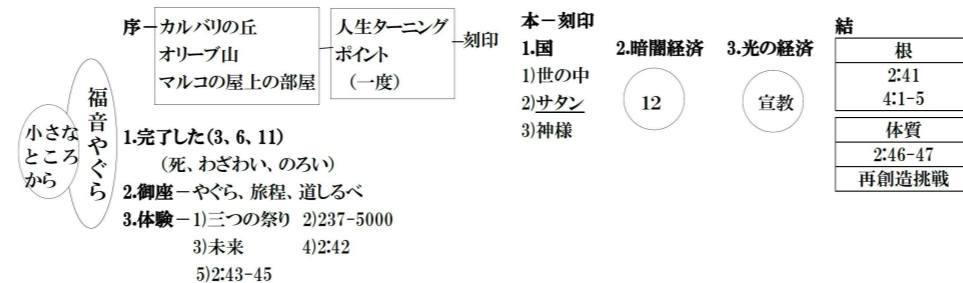 序－カルバリの丘
オリーブ山
マルコの屋上の部屋
人生ターニング
ポイント
（一度）
刻印
福音やぐら
小さな
ところ
から
1.完了した(3、6、11)
（死、わざわい、のろい）
2.御座－やぐら、旅程、道しるべ
3.体験－1)三つの祭り 2)237-5000
3)未来 4)2:42
5)2:43-45
本－刻印
1.国
1)世の中
2)サタン
3)神様
2.暗闇経済
12
3.光の経済
宣教
結
根
2:41
4:1-5
体質
2:46-47
再創造挑戦